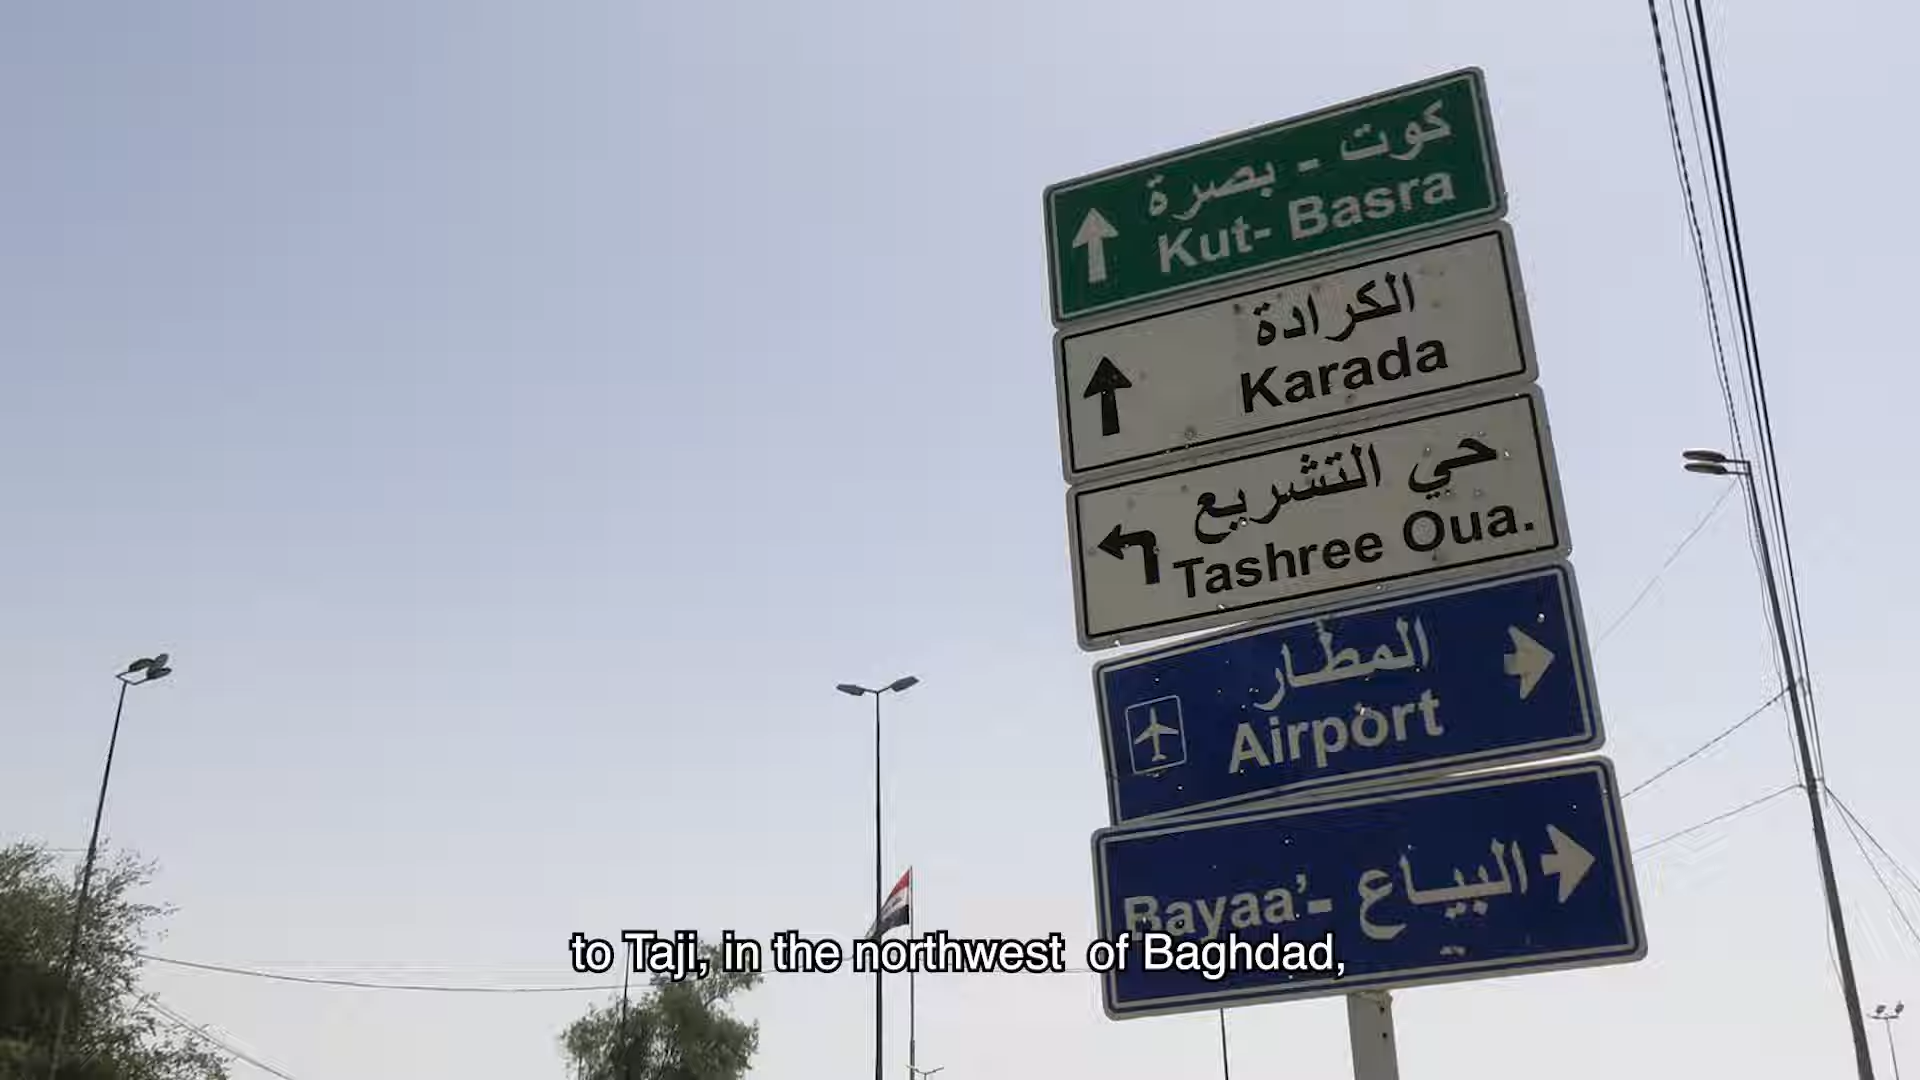 كوت - بصرة
Kut- Basra
الكرادة
Karada
حي التشريع
Tashree Qua.
المطار
Airport
Bayaa'- البياع
to Taji, in the northwest of Baghdad,